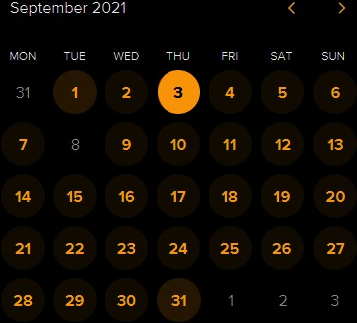 September 2021
MON TUE WED THU FRI SAT SUN
31 1 2 3 4 5 6
7 8 9 10 11 12 13
14 15 16 17 18 19 20
21 22 23 24 25 26 27
28 29 30 31 1 2 3